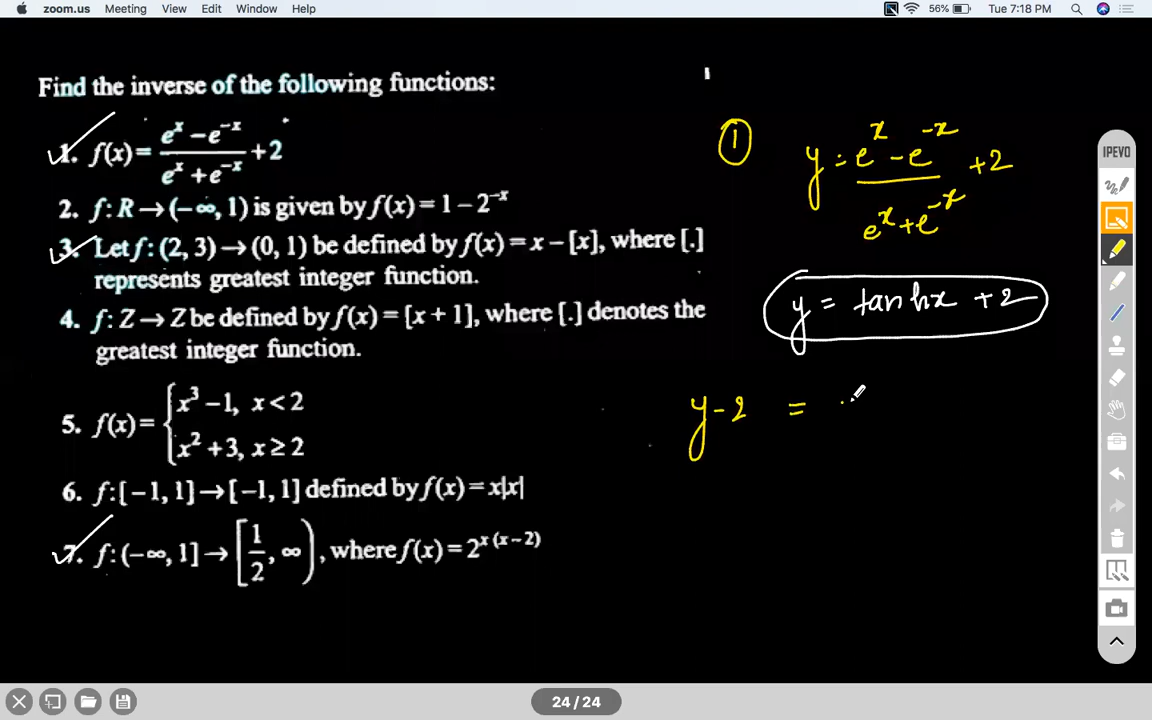 zoom.us Meeting View Edit Window Help 56% Tue 7:18 PM
Find the inverse of the following functions:
1. f(x) = (e^x − e^−x)/(e^x + e^−x) + 2
2. f: R → (−∞, 1) is given by f(x) = 1 − 2^−x
3. Let f: (2, 3) → (0, 1) be defined by f(x) = x − [x], where [.]
represents greatest integer function.
4. f: Z → Z be defined by f(x) = [x + 1], where [.] denotes the
greatest integer function.
5. f(x) = { x^3 − 1, x < 2
x^2 + 3, x ≥ 2
6. f: [−1, 1] → [−1, 1] defined by f(x) = x|x|
7. f: (−∞, 1] → [1/2, ∞), where f(x) = 2^x(x−2)
① y = (e^x − e^−x)/(e^x + e^−x) + 2
y = tan hx + 2
y − 2 =
IPEVO
24 / 24